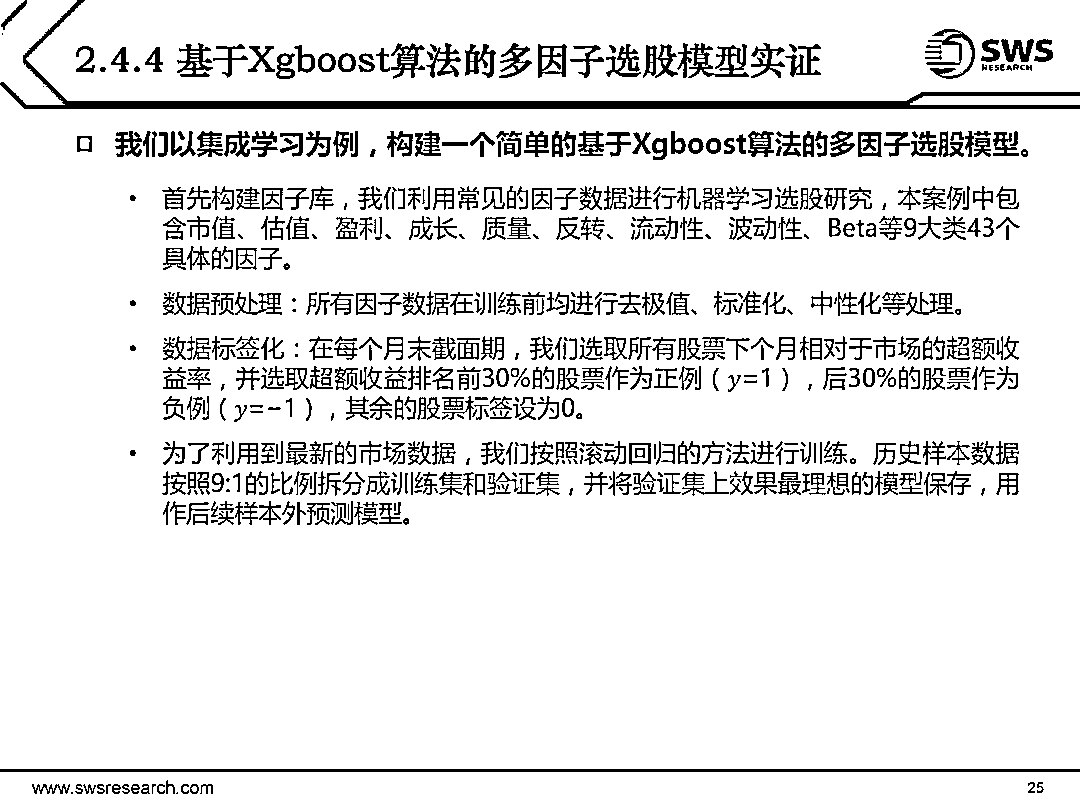 2.4.4 基于Xgboost算法的多因子选股模型实证
SWS
RESEARCH
我们以集成学习为例，构建一个简单的基于Xgboost算法的多因子选股模型。
• 首先构建因子库，我们利用常见的因子数据进行机器学习选股研究，本案例中包
含市值、估值、盈利、成长、质量、反转、流动性、波动性、Beta等9大类43个
具体的因子。
• 数据预处理：所有因子数据在训练前均进行去极值、标准化、中性化等处理。
• 数据标签化：在每个月末截面期，我们选取所有股票下个月相对于市场的超额收
益率，并选取超额收益排名前30%的股票作为正例（y=1），后30%的股票作为
负例（y=−1），其余的股票标签设为0。
• 为了利用到最新的市场数据，我们按照滚动回归的方法进行训练。历史样本数据
按照9:1的比例拆分成训练集和验证集，并将验证集上效果最理想的模型保存，用
作后续样本外预测模型。
www.swsresearch.com
25